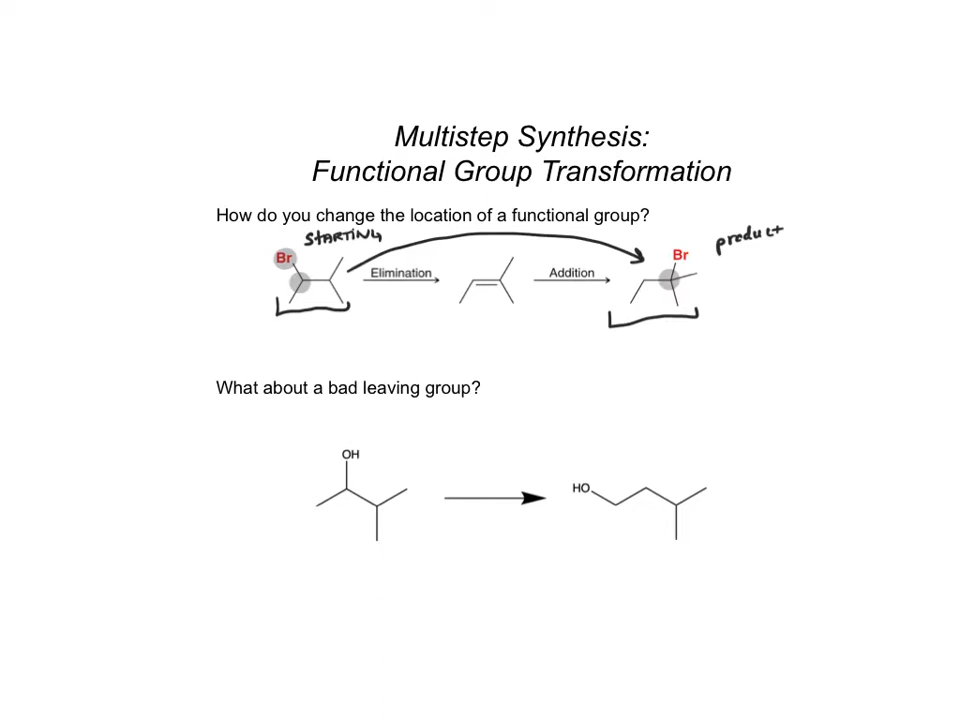 Multistep Synthesis:
Functional Group Transformation
How do you change the location of a functional group?
STARTING
product
Br
Elimination
Addition
Br
What about a bad leaving group?
OH
HO